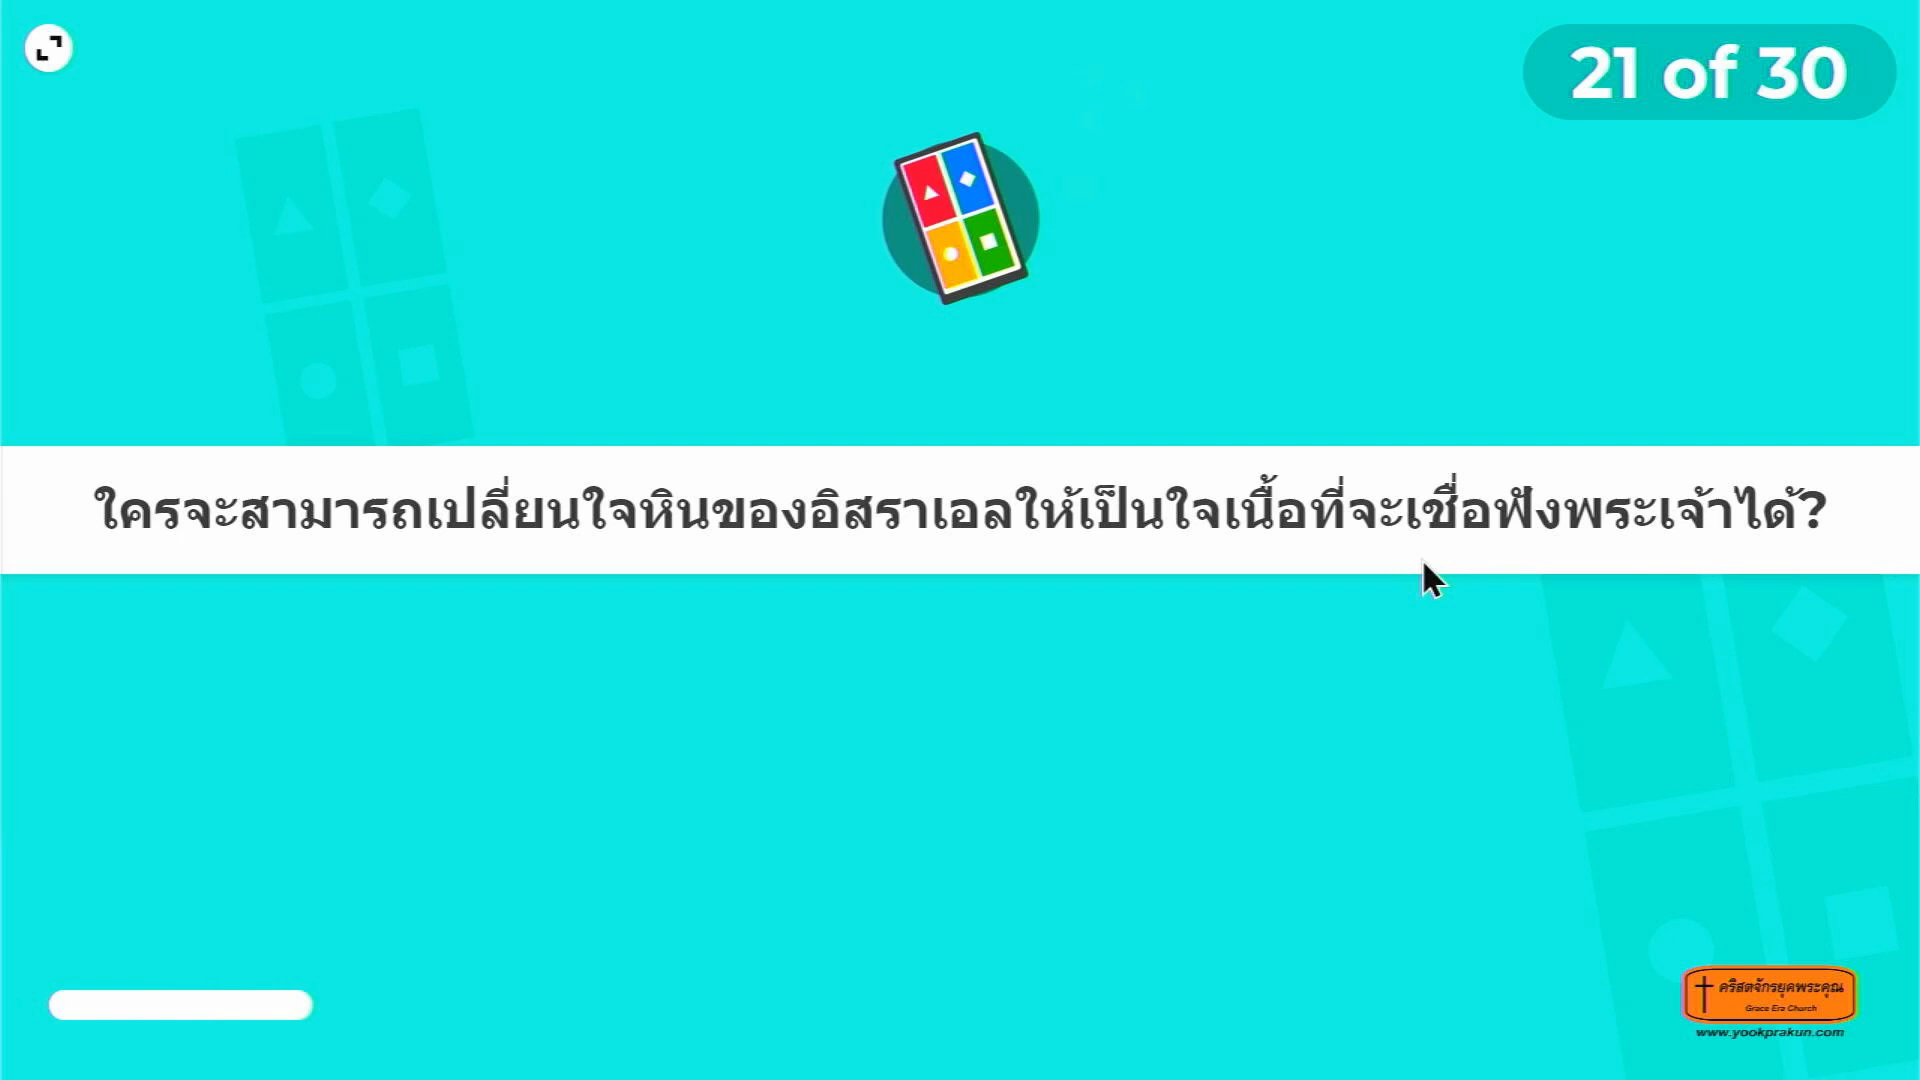 21 of 30
ใครจะสามารถเปลี่ยนใจหินของอิสราเอลให้เป็นใจเนื้อที่จะเชื่อฟังพระเจ้าได้?
คริสตจักรยุคพระคุณ
Grace Era Church
www.yookprakun.com